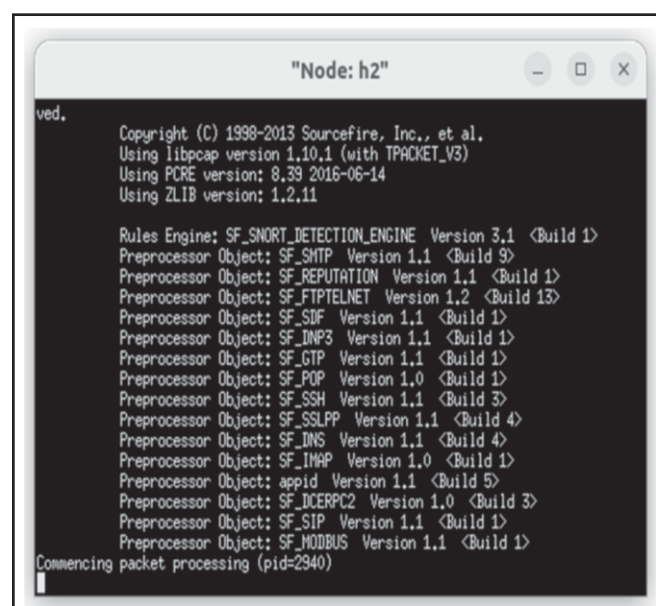 "Node: h2"
ved.
Copyright (C) 1998-2013 Sourcefire, Inc., et al.
Using libpcap version 1.10.1 (with TPACKET_V3)
Using PCRE version: 8.39 2016-06-14
Using ZLIB version: 1.2.11
Rules Engine: SF_SNORT_DETECTION_ENGINE Version 3.1 <Build 1>
Preprocessor Object: SF_SMTP Version 1.1 <Build 9>
Preprocessor Object: SF_REPUTATION Version 1.1 <Build 1>
Preprocessor Object: SF_FTPTELNET Version 1.2 <Build 13>
Preprocessor Object: SF_SDF Version 1.1 <Build 1>
Preprocessor Object: SF_DNP3 Version 1.1 <Build 1>
Preprocessor Object: SF_GTP Version 1.1 <Build 1>
Preprocessor Object: SF_POP Version 1.0 <Build 1>
Preprocessor Object: SF_SSH Version 1.1 <Build 3>
Preprocessor Object: SF_SSLPP Version 1.1 <Build 4>
Preprocessor Object: SF_DNS Version 1.1 <Build 4>
Preprocessor Object: SF_IMAP Version 1.0 <Build 1>
Preprocessor Object: appid Version 1.1 <Build 5>
Preprocessor Object: SF_DCERPC2 Version 1.0 <Build 3>
Preprocessor Object: SF_SIP Version 1.1 <Build 1>
Preprocessor Object: SF_MODBUS Version 1.1 <Build 1>
Commencing packet processing (pid=2940)